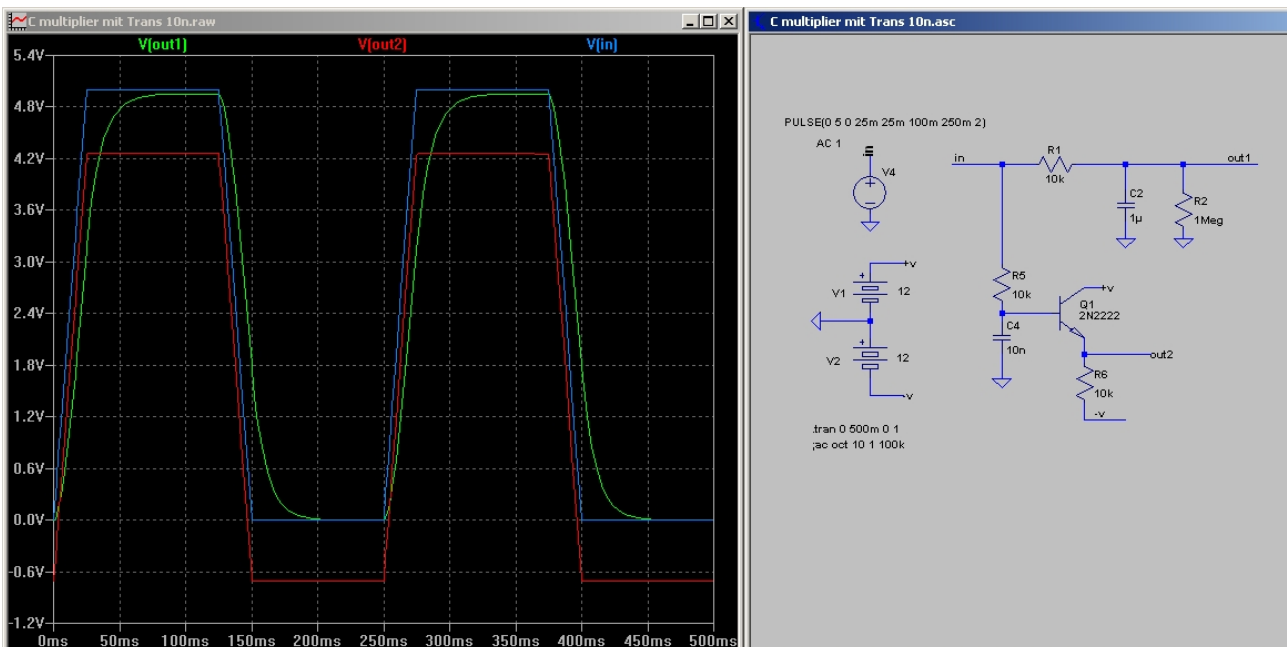 C multiplier mit Trans 10n.raw
V(out1) V(out2) V(in)
5.4V
4.8V
4.2V
3.6V
3.0V
2.4V
1.8V
1.2V
0.6V
0.0V
-0.6V
-1.2V
0ms 50ms 100ms 150ms 200ms 250ms 300ms 350ms 400ms 450ms 500ms
C multiplier mit Trans 10n.asc
PULSE(0 5 0 25m 25m 100m 250m 2)
AC 1
in
V4
in
R1
10k
out1
C2
1µ
R2
1Meg
+v
V1
12
V2
12
-v
R5
10k
C4
10n
+v
Q1
2N2222
out2
R6
10k
-v
.tran 0 500m 0 1
;ac oct 10 1 100k